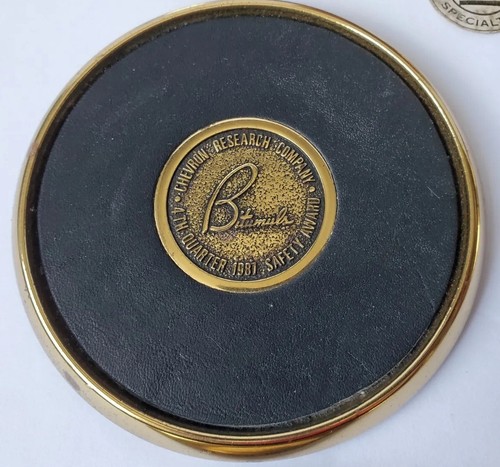 · CHEVRON · RESEARCH · COMPANY ·
Bitumuls
4TH QUARTER 1981 SAFETY AWARD
SPECIAL